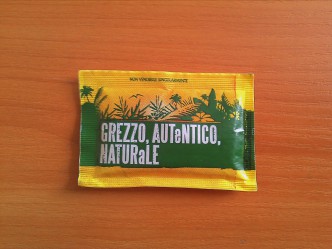 NON VENDIBILE SINGOLARMENTE
GREZZO, AUTeNTICO,
NATURaLE